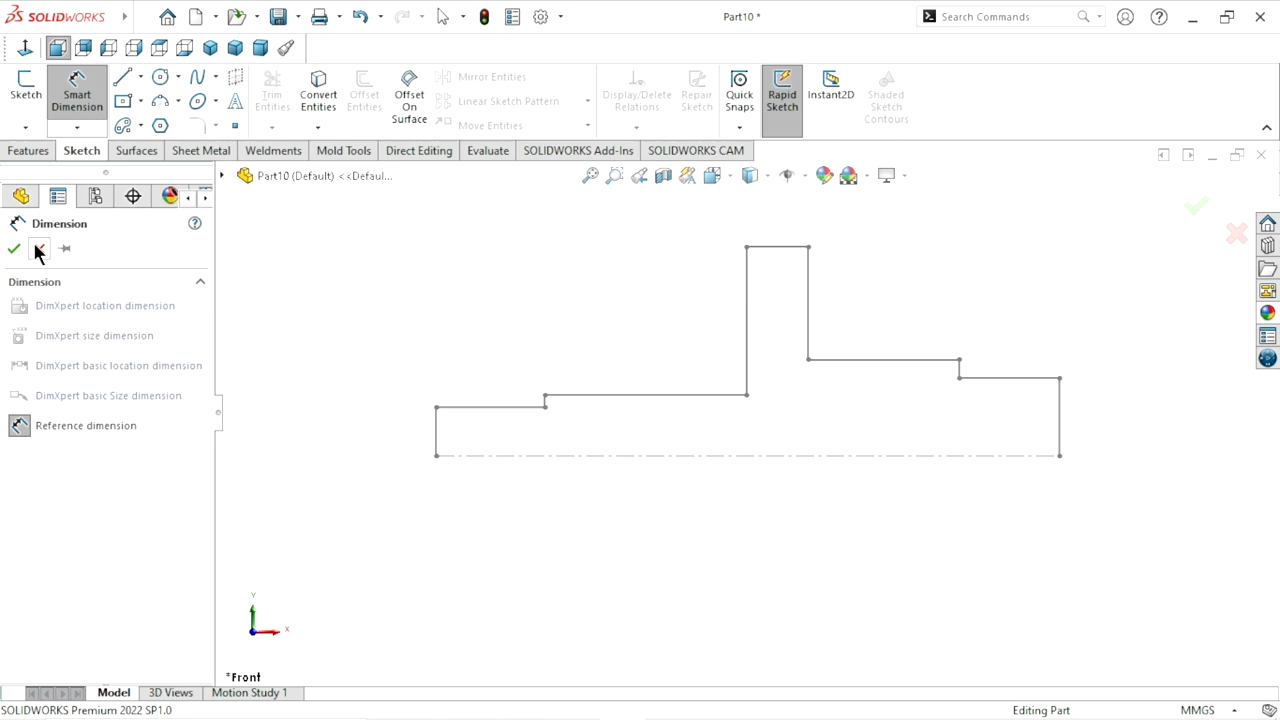 SOLIDWORKS
Part10 *
Search Commands
Sketch
Smart Dimension
Trim Entities
Convert Entities
Offset Entities
Offset On Surface
Mirror Entities
Linear Sketch Pattern
Move Entities
Display/Delete Relations
Repair Sketch
Quick Snaps
Rapid Sketch
Instant2D
Shaded Sketch Contours
Features
Sketch
Surfaces
Sheet Metal
Weldments
Mold Tools
Direct Editing
Evaluate
SOLIDWORKS Add-Ins
SOLIDWORKS CAM
Part10 (Default) <<Defaul...
Dimension
Dimension
DimXpert location dimension
DimXpert size dimension
DimXpert basic location dimension
DimXpert basic Size dimension
Reference dimension
Y
X
*Front
Model
3D Views
Motion Study 1
SOLIDWORKS Premium 2022 SP1.0
Editing Part
MMGS